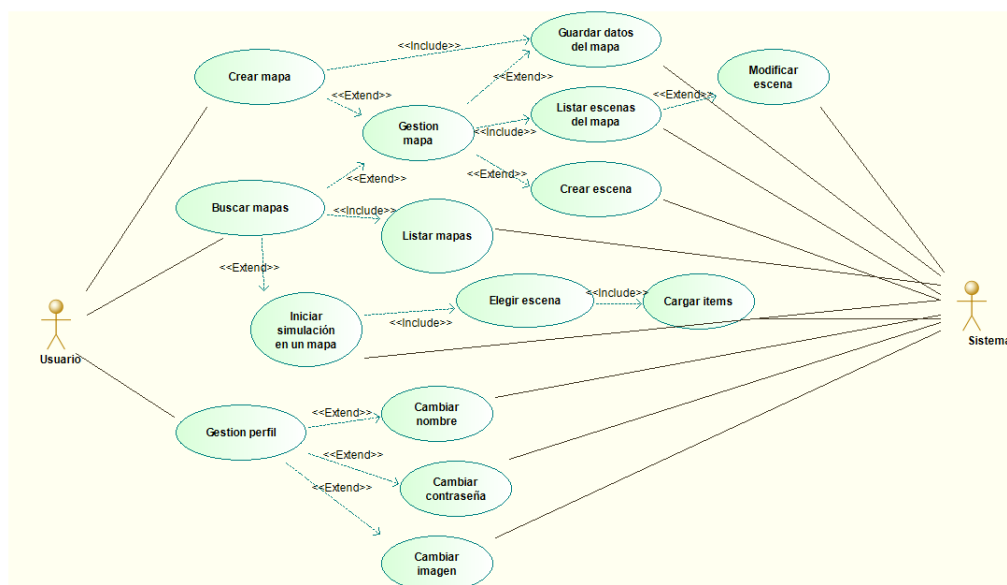 Guardar datos
del mapa
<<Include>>
Crear mapa
Modificar
escena
<<Extend>>
<<Extend>>
<<Extend>>
Listar escenas
del mapa
Gestion
mapa
<<Include>>
<<Extend>>
<<Extend>>
Crear escena
Buscar mapas
<<Include>>
Listar mapas
<<Extend>>
Elegir escena
<<Include>>
Cargar items
Iniciar
simulación
en un mapa
<<Include>>
Usuario
Sistema
Cambiar
nombre
<<Extend>>
Gestion perfil
<<Extend>>
Cambiar
contraseña
<<Extend>>
Cambiar
imagen